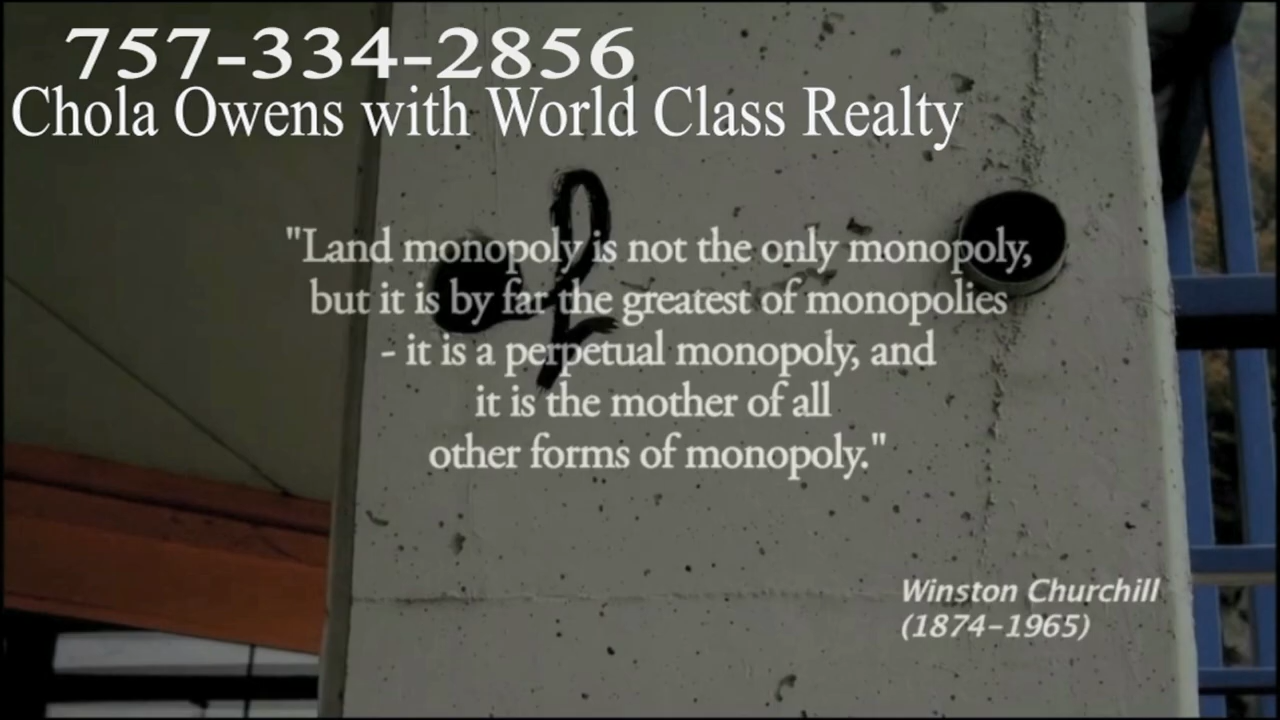 757-334-2856
Chola Owens with World Class Realty
"Land monopoly is not the only monopoly,
but it is by far the greatest of monopolies
- it is a perpetual monopoly, and
it is the mother of all
other forms of monopoly."
Winston Churchill
(1874-1965)